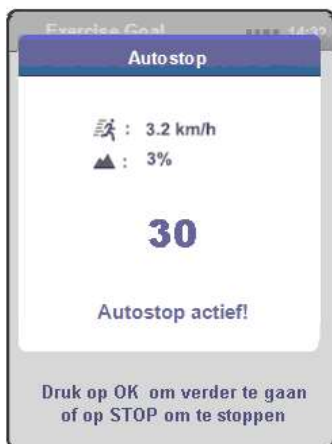 Exercise Goal 14:32
Autostop
: 3.2 km/h
: 3%
30
Autostop actief!
Druk op OK om verder te gaan
of op STOP om te stoppen